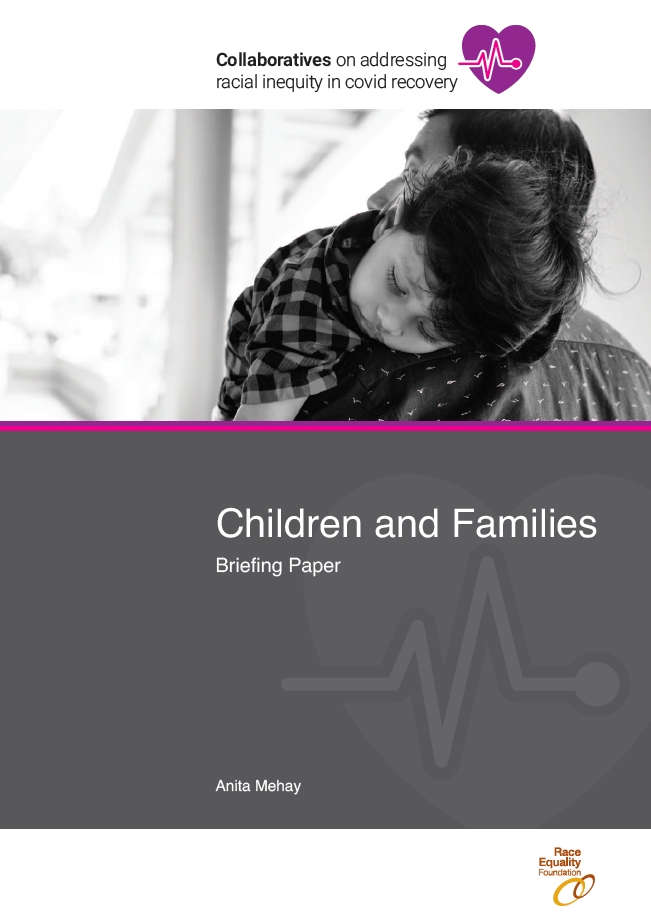 Collaboratives on addressing
racial inequity in covid recovery
Children and Families
Briefing Paper
Anita Mehay
Race
Equality
Foundation